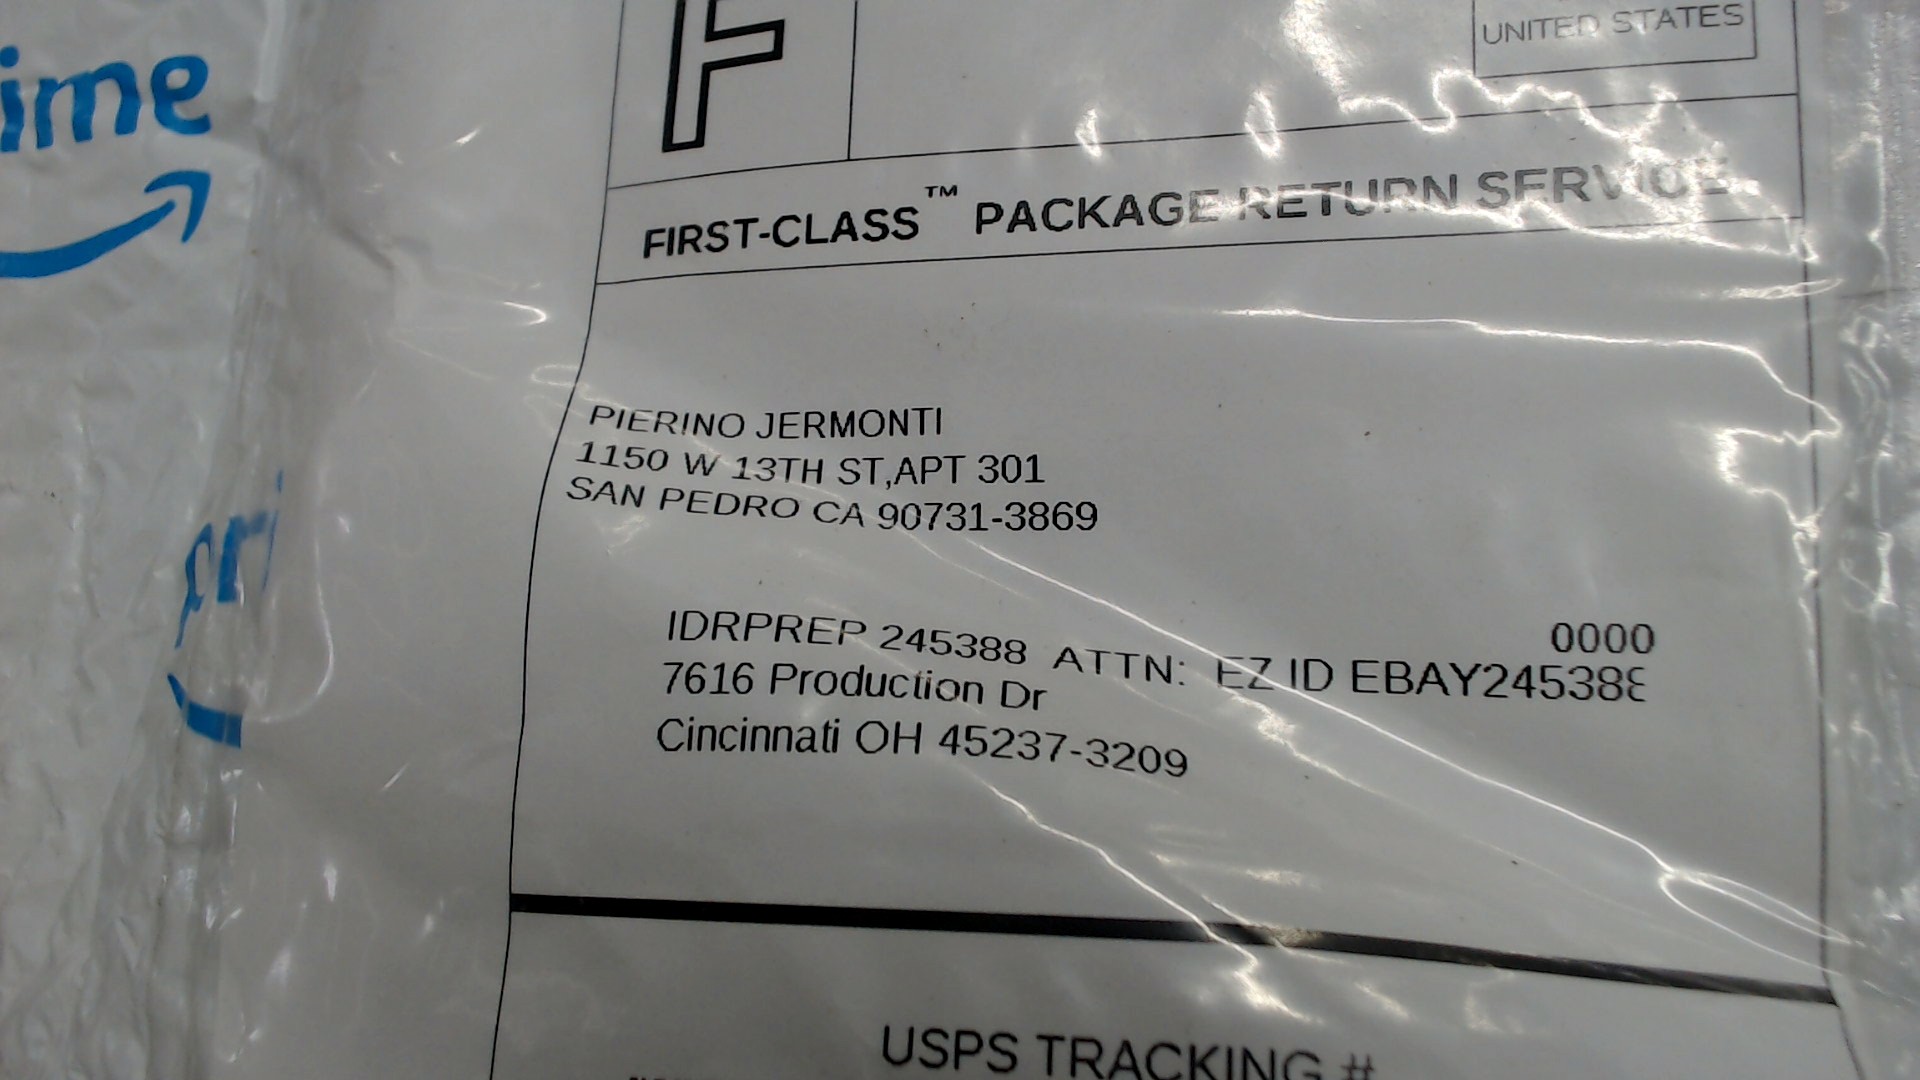 ime
F
UNITED STATES
FIRST-CLASS™ PACKAGE RETURN SERVICE
PIERINO JERMONTI
1150 W 13TH ST,APT 301
SAN PEDRO CA 90731-3869
0000
IDRPREP 245388 ATTN: EZ ID EBAY245388
7616 Production Dr
Cincinnati OH 45237-3209
pri
USPS TRACKING #